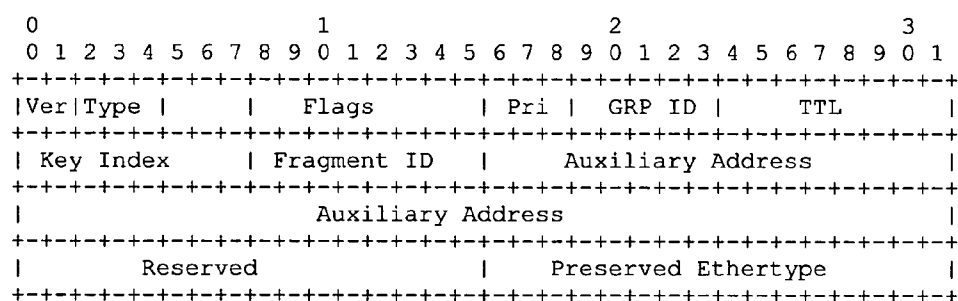 0 1 2 3
0 1 2 3 4 5 6 7 8 9 0 1 2 3 4 5 6 7 8 9 0 1 2 3 4 5 6 7 8 9 0 1
+-+-+-+-+-+-+-+-+-+-+-+-+-+-+-+-+-+-+-+-+-+-+-+-+-+-+-+-+-+-+-+-+
|Ver|Type | | Flags | Pri | GRP ID | TTL |
+-+-+-+-+-+-+-+-+-+-+-+-+-+-+-+-+-+-+-+-+-+-+-+-+-+-+-+-+-+-+-+-+
| Key Index | Fragment ID | Auxiliary Address |
+-+-+-+-+-+-+-+-+-+-+-+-+-+-+-+-+-+-+-+-+-+-+-+-+-+-+-+-+-+-+-+-+
| Auxiliary Address |
+-+-+-+-+-+-+-+-+-+-+-+-+-+-+-+-+-+-+-+-+-+-+-+-+-+-+-+-+-+-+-+-+
| Reserved | Preserved Ethertype |
+-+-+-+-+-+-+-+-+-+-+-+-+-+-+-+-+-+-+-+-+-+-+-+-+-+-+-+-+-+-+-+-+